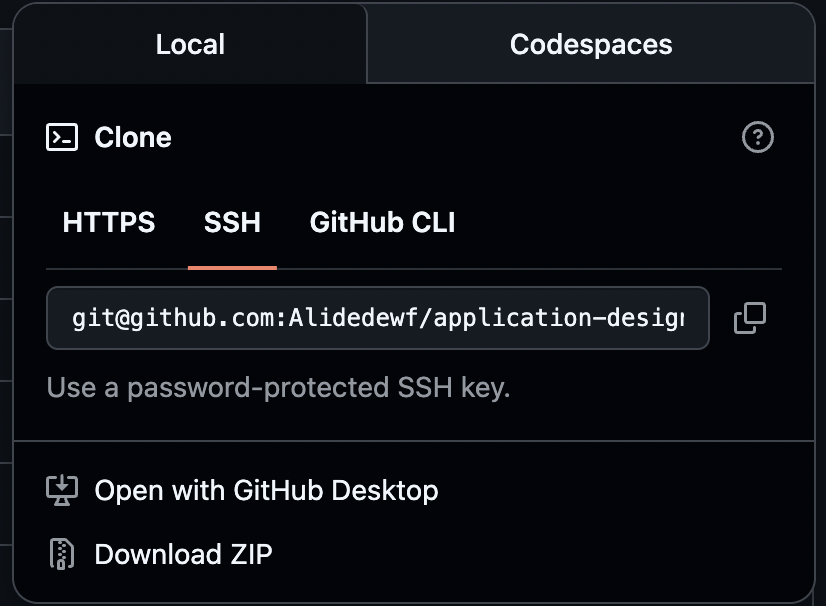 Local
Codespaces
Clone
HTTPS
SSH
GitHub CLI
git@github.com:Alidedewf/application-design
Use a password-protected SSH key.
Open with GitHub Desktop
Download ZIP